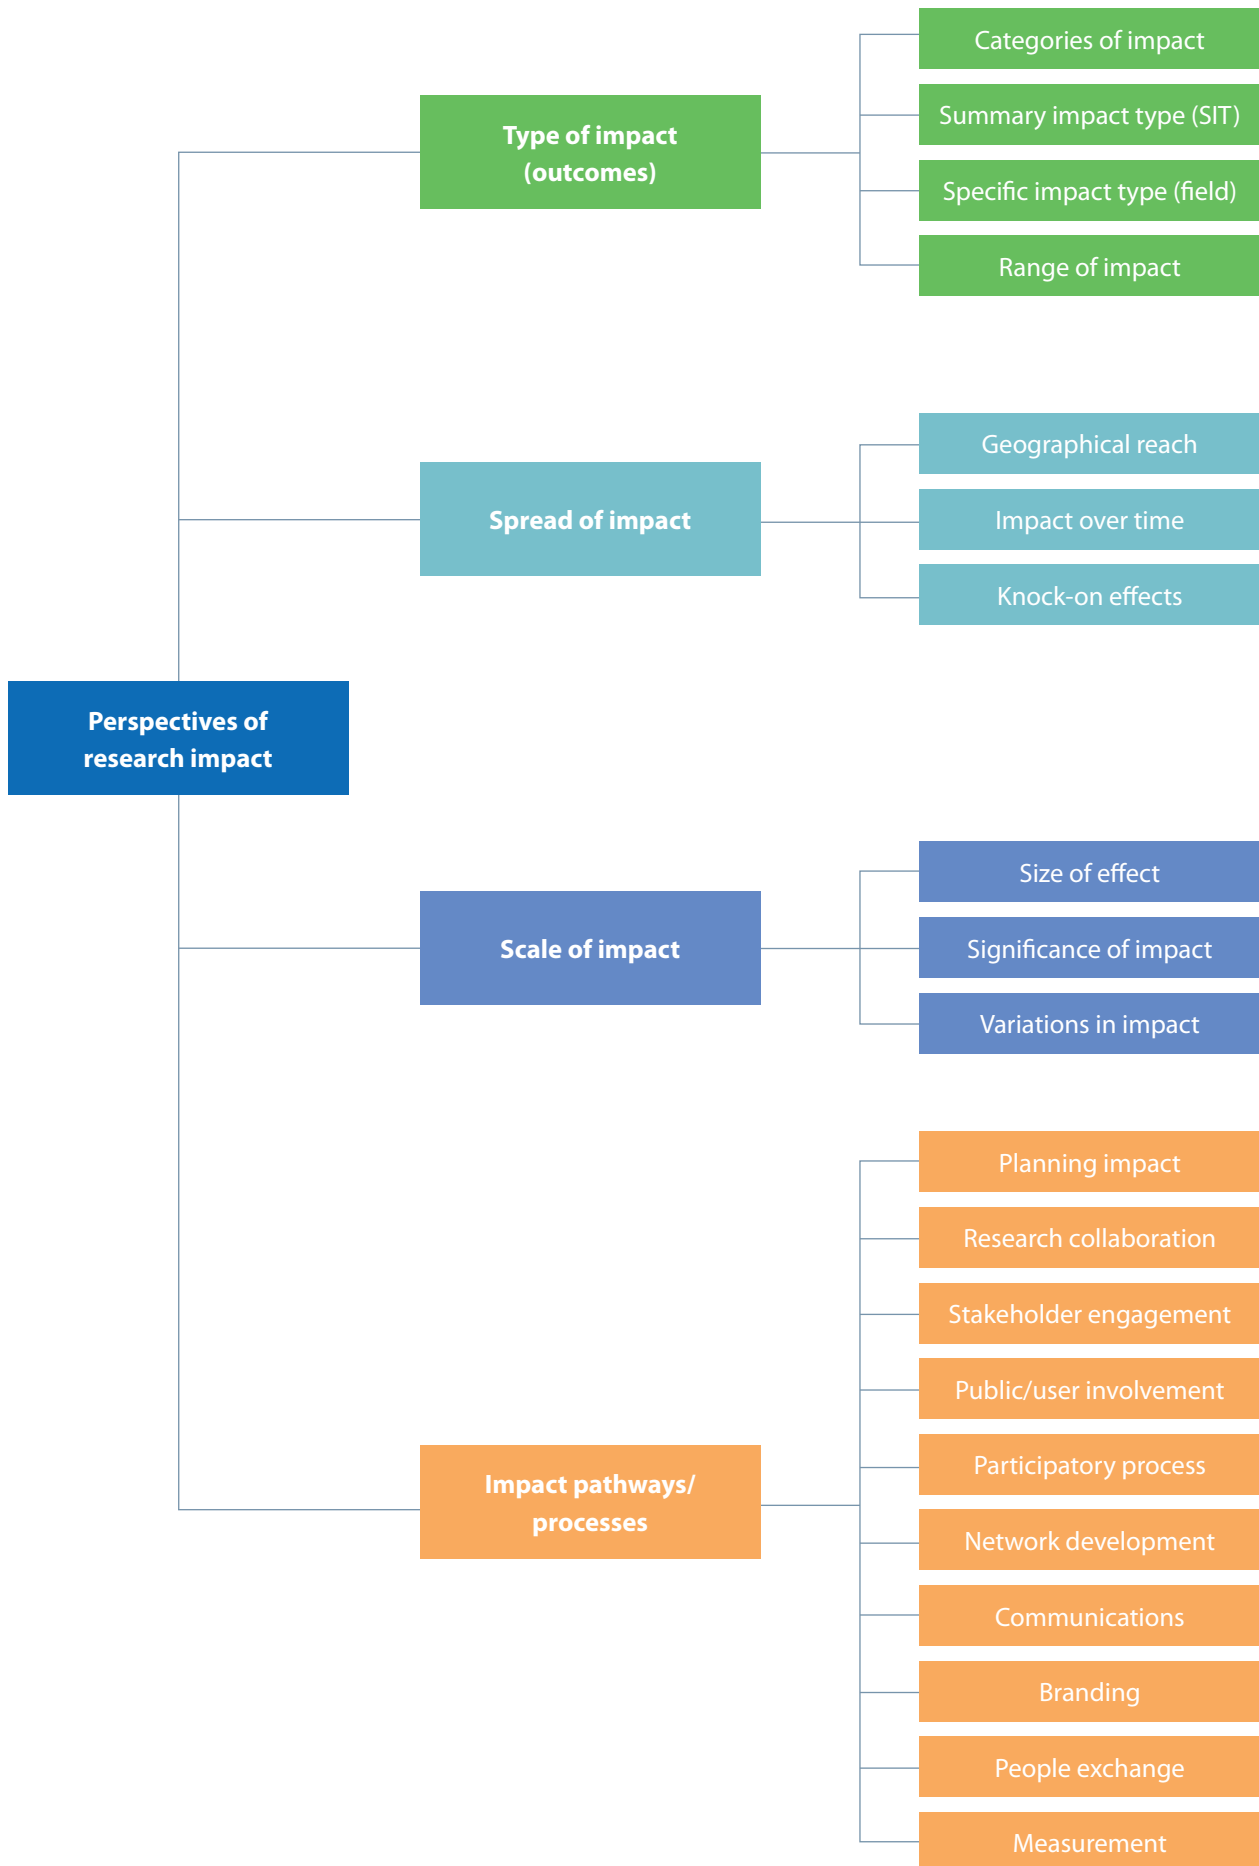 Perspectives of
research impact
Type of impact
(outcomes)
Categories of impact
Summary impact type (SIT)
Specific impact type (field)
Range of impact
Spread of impact
Geographical reach
Impact over time
Knock-on effects
Scale of impact
Size of effect
Significance of impact
Variations in impact
Impact pathways/
processes
Planning impact
Research collaboration
Stakeholder engagement
Public/user involvement
Participatory process
Network development
Communications
Branding
People exchange
Measurement